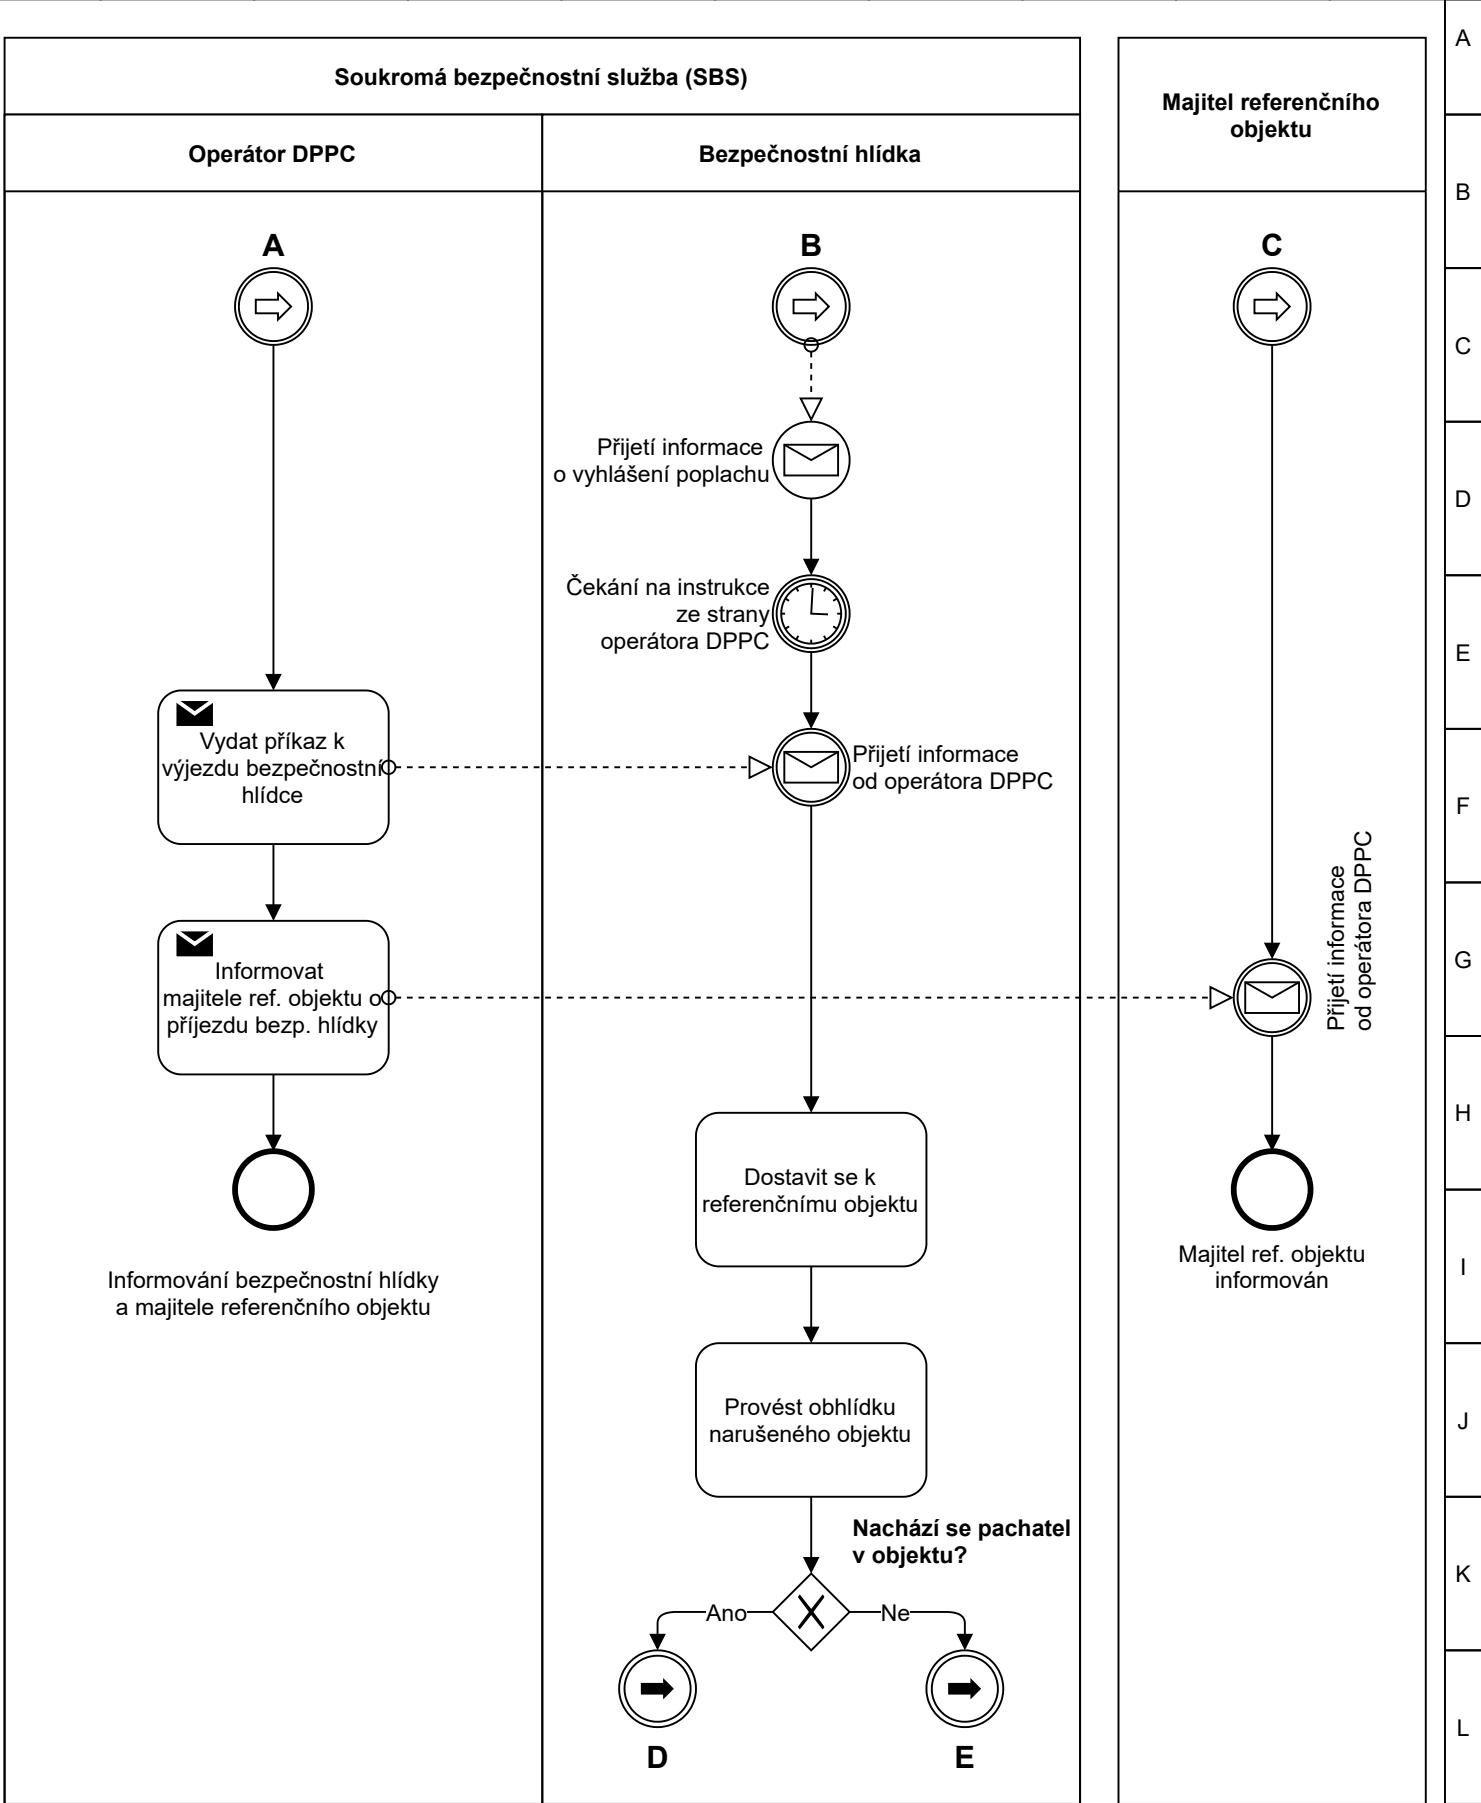 Soukromá bezpečnostní služba (SBS)
Majitel referenčního
objektu
Operátor DPPC
Bezpečnostní hlídka
A
B
C
Přijetí informace
o vyhlášení poplachu
Čekání na instrukce
ze strany
operátora DPPC
Vydat příkaz k
výjezdu bezpečnostní
hlídce
Přijetí informace
od operátora DPPC
Informovat
majitele ref. objektu o
příjezdu bezp. hlídky
Přijetí informace
od operátora DPPC
Dostavit se k
referenčnímu objektu
Informování bezpečnostní hlídky
a majitele referenčního objektu
Majitel ref. objektu
informován
Provést obhlídku
narušeného objektu
Nachází se pachatel
v objektu?
Ano
Ne
D
E
A
B
C
D
E
F
G
H
I
J
K
L